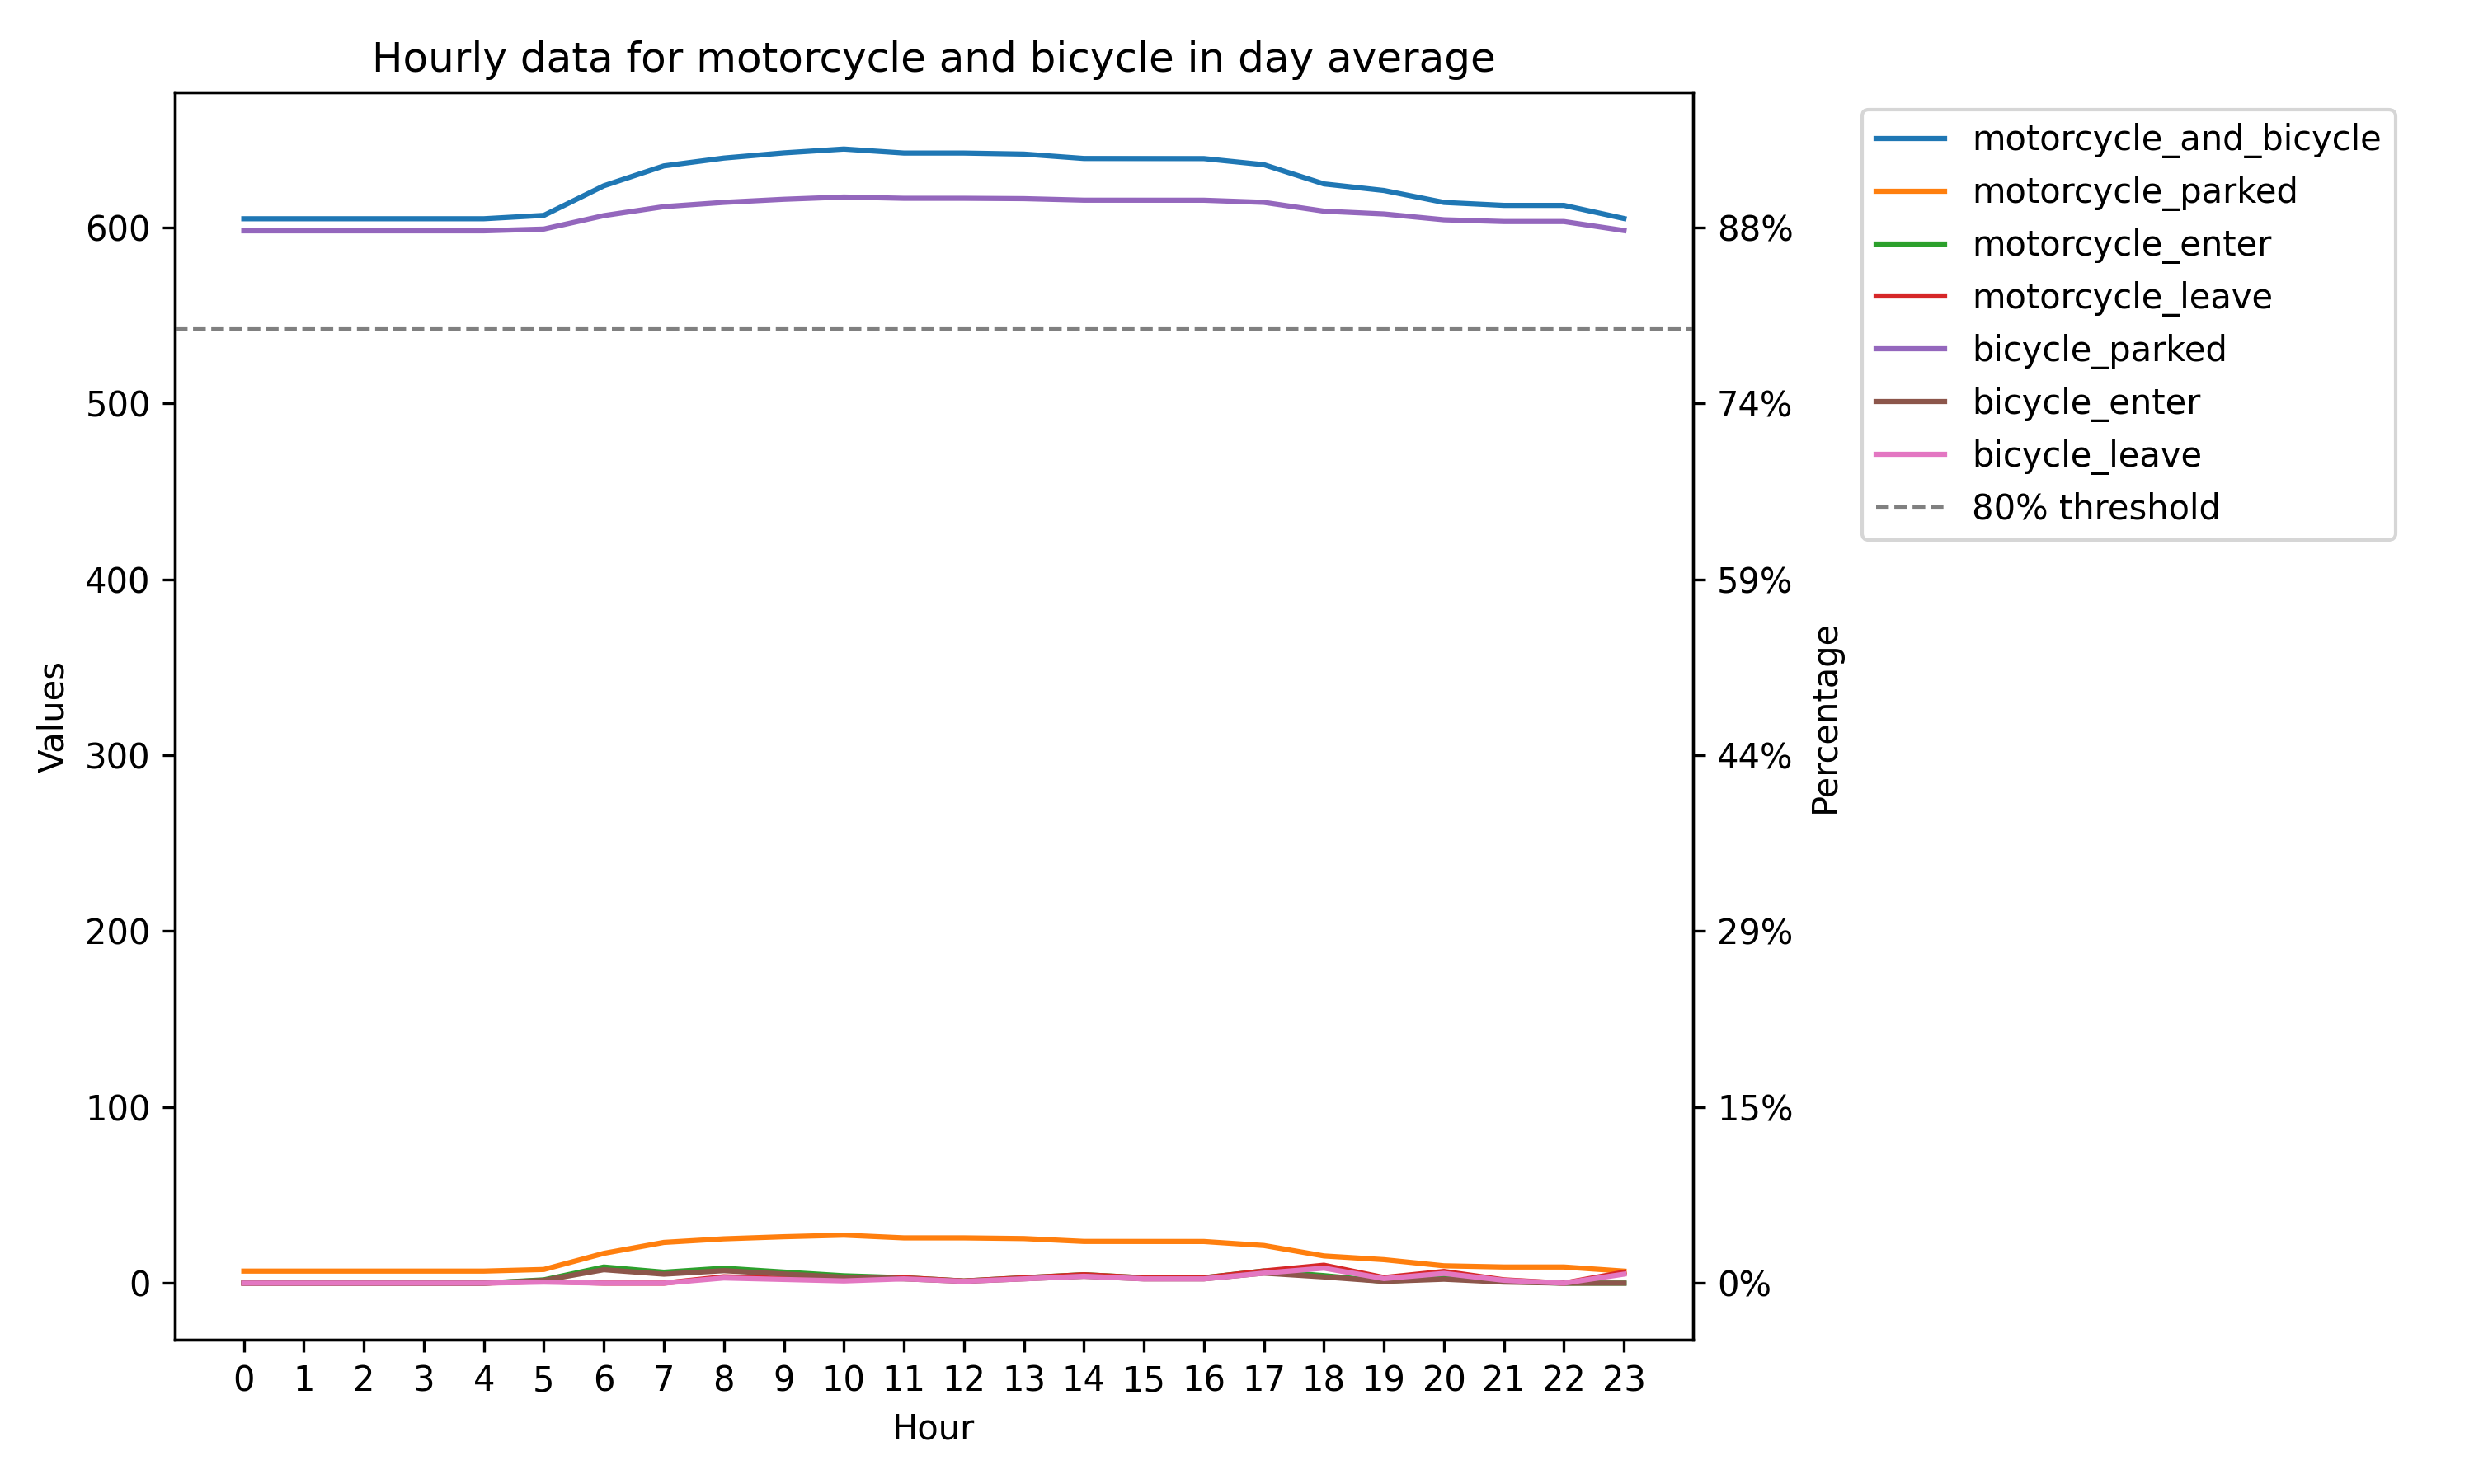 Hourly data for motorcycle and bicycle in day average
motorcycle_and_bicycle
motorcycle_parked
motorcycle_enter
motorcycle_leave
bicycle_parked
bicycle_enter
bicycle_leave
80% threshold
Values
600
500
400
300
200
100
0
88%
74%
59%
44%
29%
15%
0%
Percentage
0 1 2 3 4 5 6 7 8 9 10 11 12 13 14 15 16 17 18 19 20 21 22 23
Hour